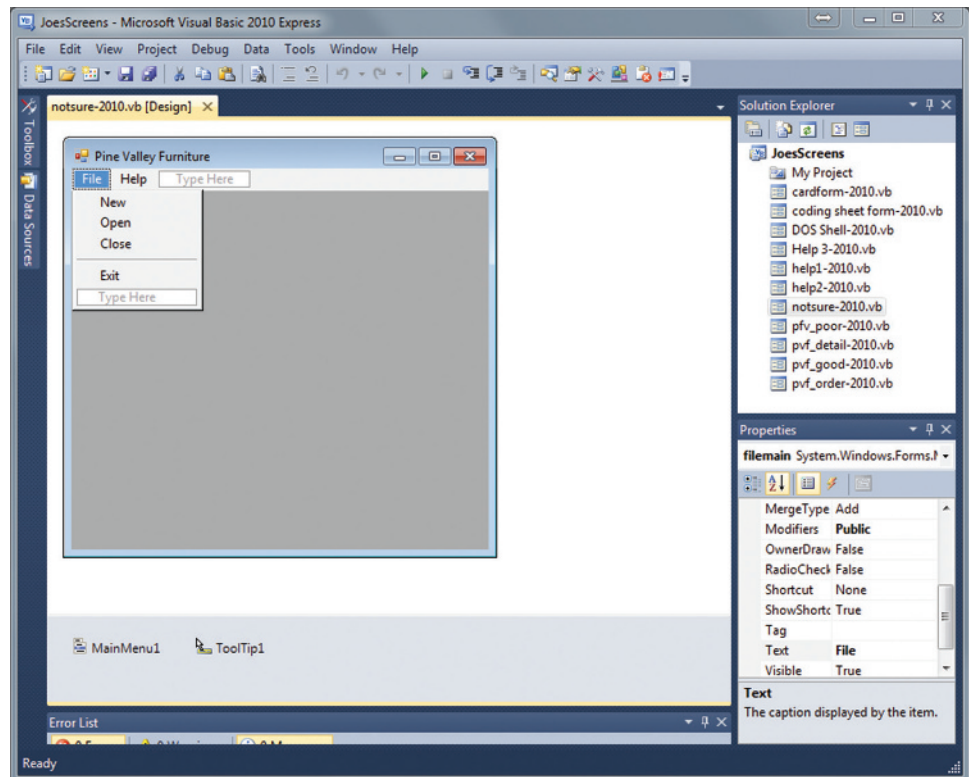 JoesScreens - Microsoft Visual Basic 2010 Express
File Edit View Project Debug Data Tools Window Help
notsure-2010.vb [Design]
Toolbox
Data Sources
Pine Valley Furniture
File Help Type Here
New
Open
Close
Exit
Type Here
MainMenu1 ToolTip1
Error List
Solution Explorer
JoesScreens
My Project
cardform-2010.vb
coding sheet form-2010.vb
DOS Shell-2010.vb
Help 3-2010.vb
help1-2010.vb
help2-2010.vb
notsure-2010.vb
pfv_poor-2010.vb
pvf_detail-2010.vb
pvf_good-2010.vb
pvf_order-2010.vb
Properties
filemain System.Windows.Forms.
MergeType Add
Modifiers Public
OwnerDraw False
RadioCheck False
Shortcut None
ShowShortc True
Tag
Text File
Visible True
Text
The caption displayed by the item.
Ready